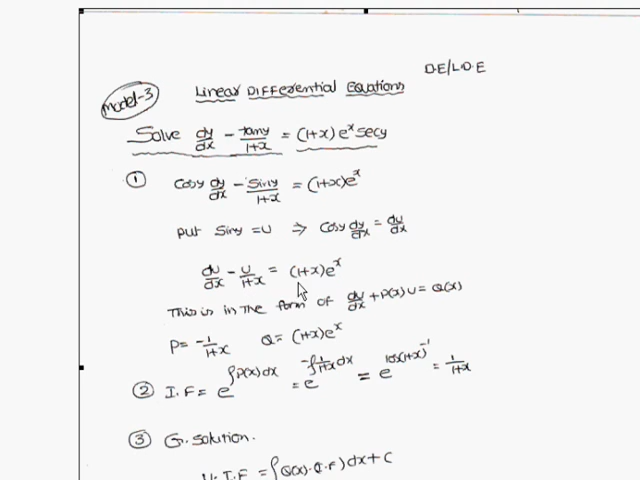 D.E/L.D.E
Model-3
Linear Differential Equations
Solve dy/dx - tany/1+x = (1+x) e^x secy
① Cosy dy/dx - Siny/1+x = (1+x)e^x
put Siny = U ⇒ Cosy dy/dx = du/dx
du/dx - U/1+x = (1+x)e^x
This is in the form of du/dx + P(x) U = Q(x)
P = -1/1+x Q = (1+x)e^x
② I.F = e^∫P(x)dx = e^-∫1/1+x dx = e^log(1+x)^-1 = 1/1+x
③ G. Solution.
U. I.F = ∫Q(x).(I.F) dx + C